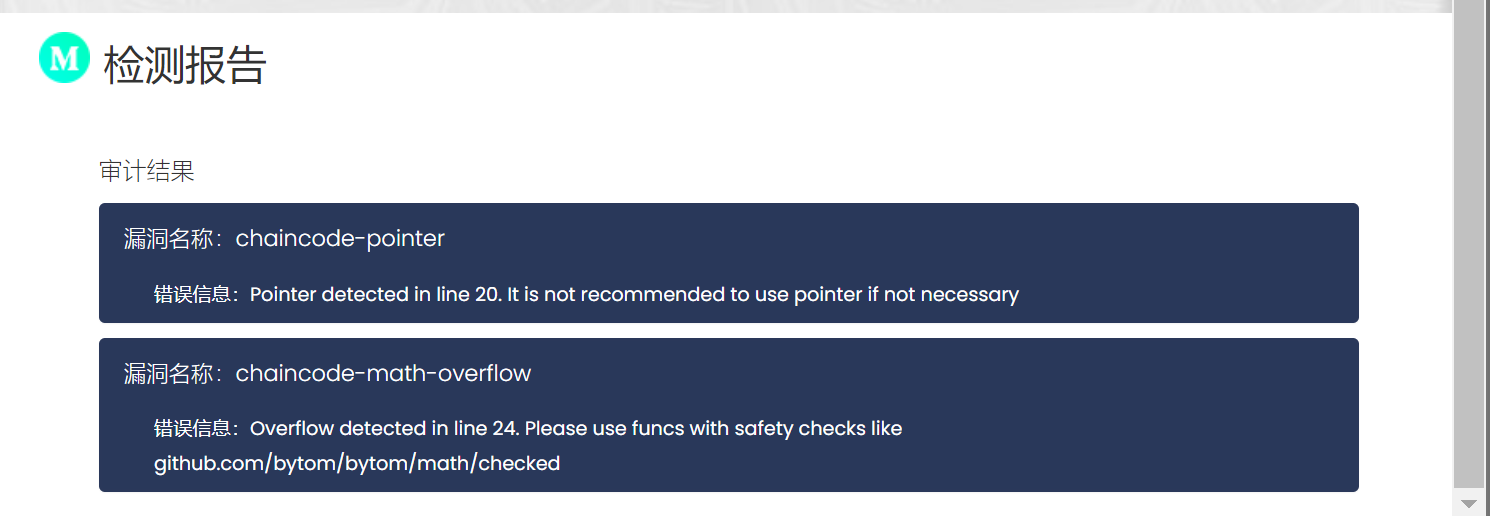 M 检测报告
审计结果
漏洞名称：chaincode-pointer
错误信息：Pointer detected in line 20. It is not recommended to use pointer if not necessary
漏洞名称：chaincode-math-overflow
错误信息：Overflow detected in line 24. Please use funcs with safety checks like
github.com/bytom/bytom/math/checked